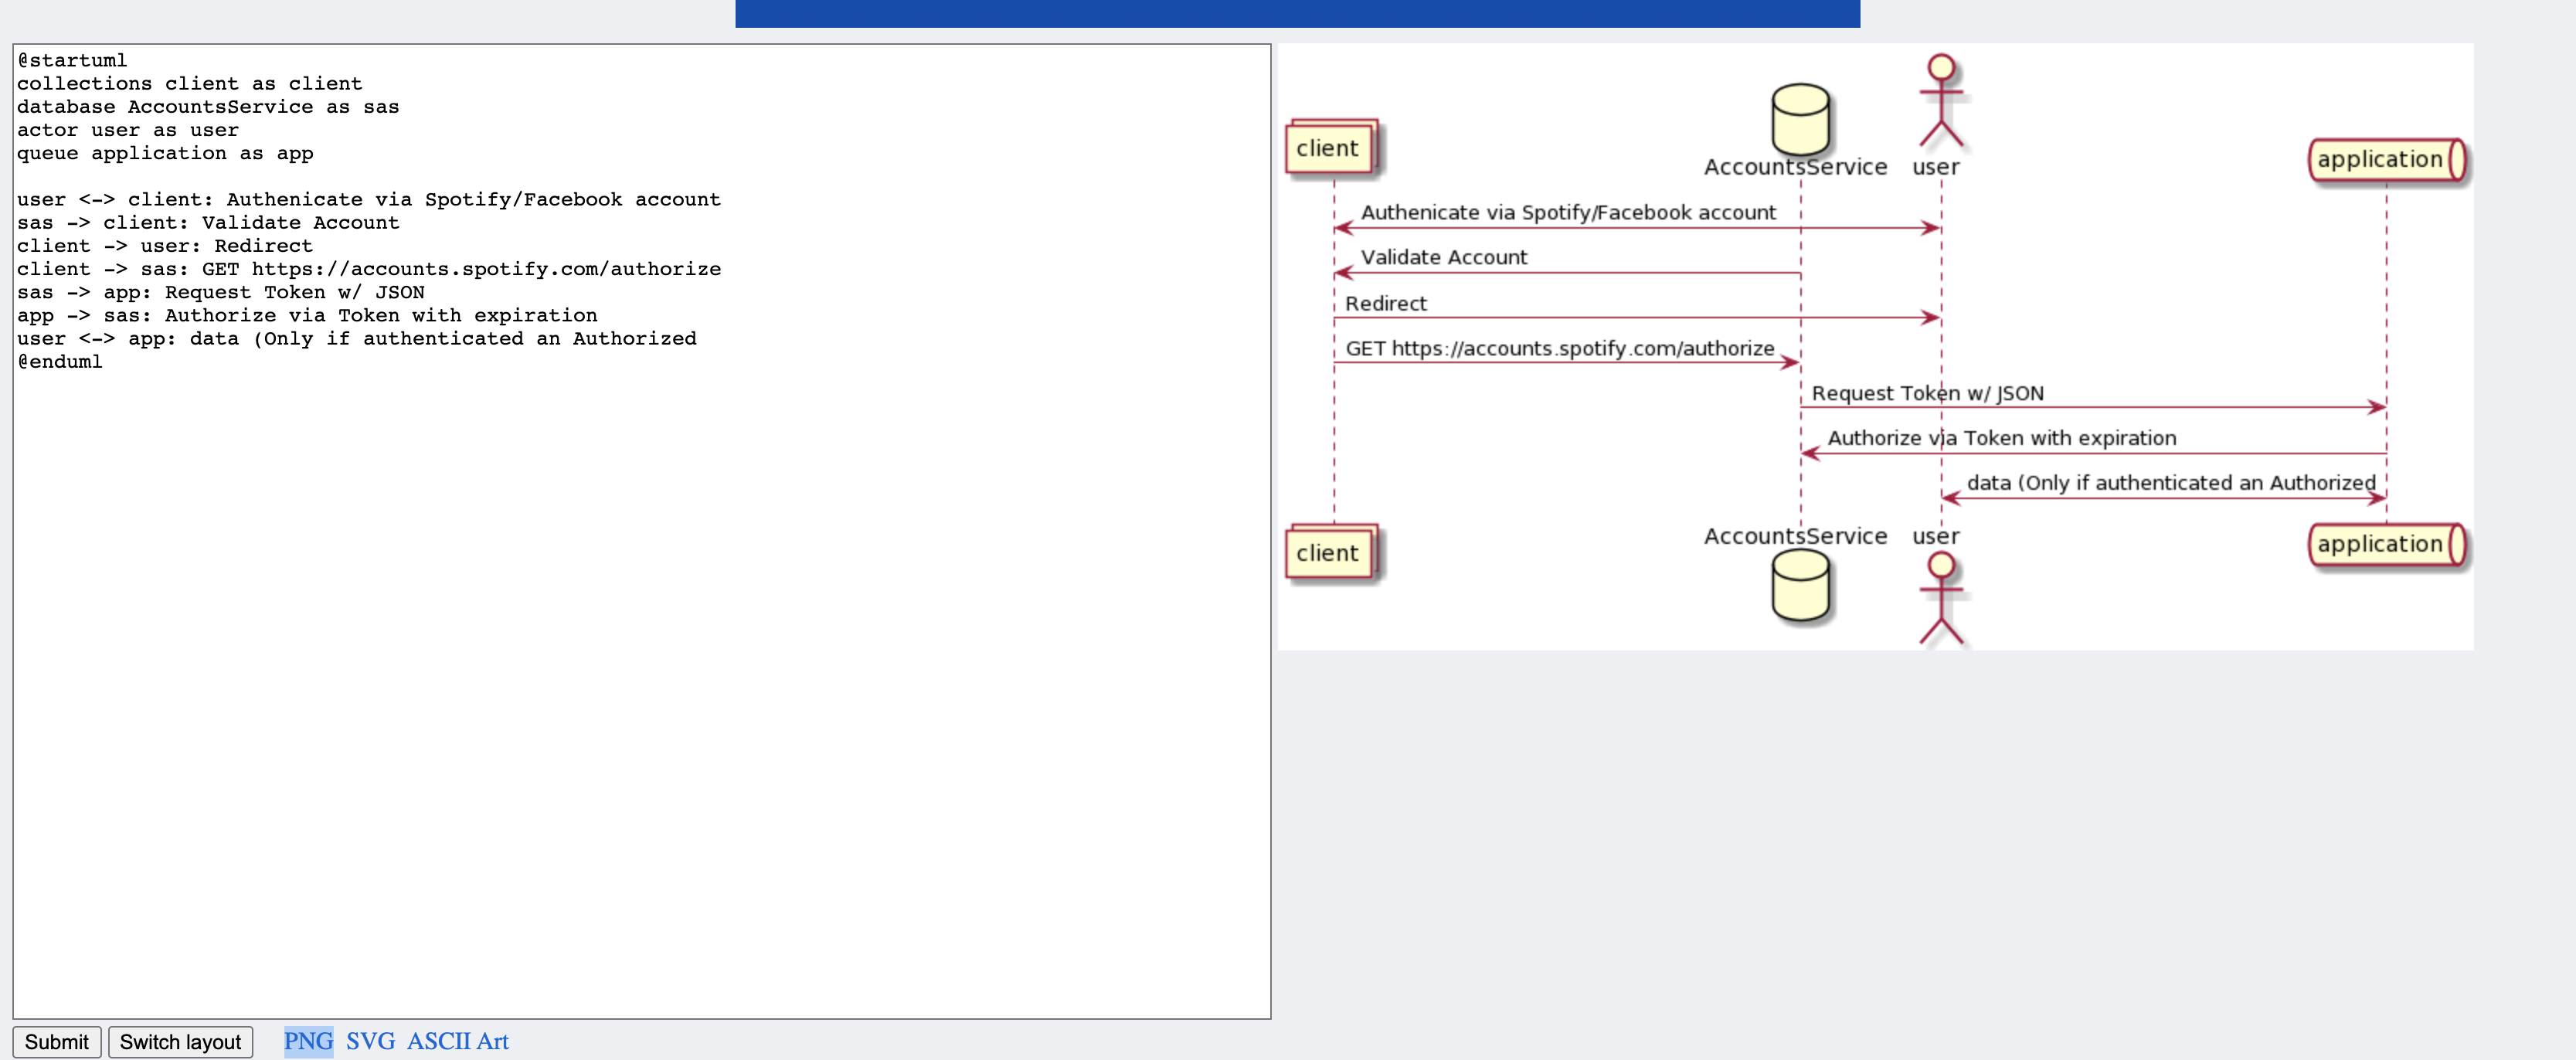 @startuml
collections client as client
database AccountsService as sas
actor user as user
queue application as app
user <-> client: Authenicate via Spotify/Facebook account
sas -> client: Validate Account
client -> user: Redirect
client -> sas: GET https://accounts.spotify.com/authorize
sas -> app: Request Token w/ JSON
app -> sas: Authorize via Token with expiration
user <-> app: data (Only if authenticated an Authorized
@enduml
client
AccountsService
user
application
Authenicate via Spotify/Facebook account
Validate Account
Redirect
GET https://accounts.spotify.com/authorize
Request Token w/ JSON
Authorize via Token with expiration
data (Only if authenticated an Authorized
client
AccountsService
user
application
Submit
Switch layout
PNG SVG ASCII Art